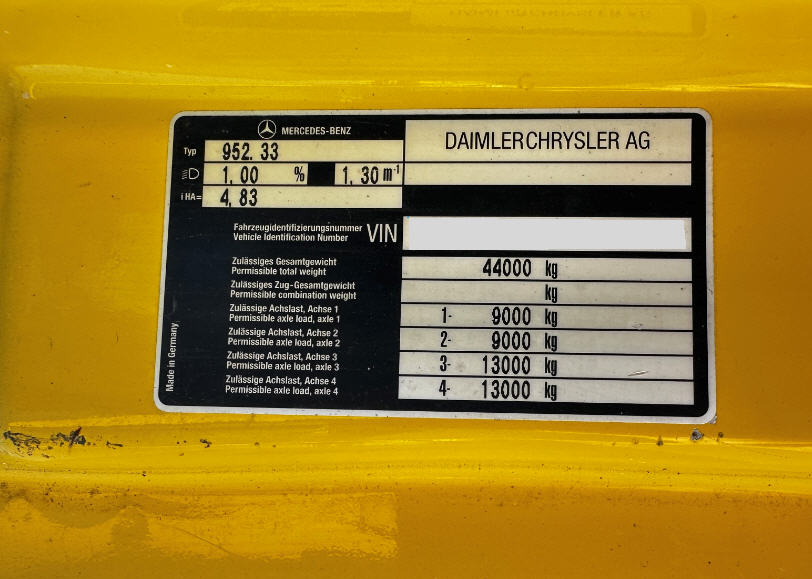 MERCEDES-BENZ
DAIMLERCHRYSLER AG
Typ 952. 33
1,00 % 1,30 m⁻¹
i HA= 4,83
Fahrzeugidentifizierungsnummer
Vehicle Identification Number
VIN
Zulässiges Gesamtgewicht
Permissible total weight
44000 kg
Zulässiges Zug-Gesamtgewicht
Permissible combination weight
kg
Zulässige Achslast, Achse 1
Permissible axle load, axle 1
1- 9000 kg
Zulässige Achslast, Achse 2
Permissible axle load, axle 2
2- 9000 kg
Zulässige Achslast, Achse 3
Permissible axle load, axle 3
3- 13000 kg
Zulässige Achslast, Achse 4
Permissible axle load, axle 4
4- 13000 kg
Made in Germany